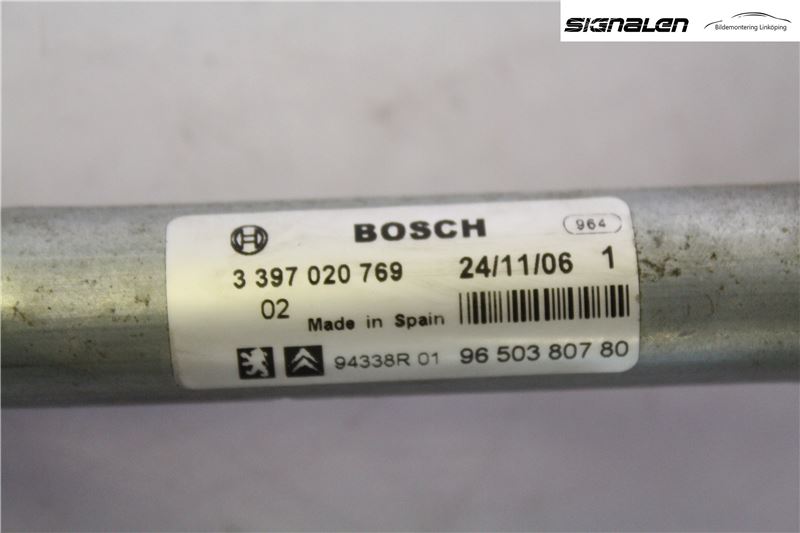 SIGNALEN
Bildemontering Linköping
BOSCH 964
3 397 020 769 24/11/06 1
02 Made in Spain
94338R 01 96 503 807 80